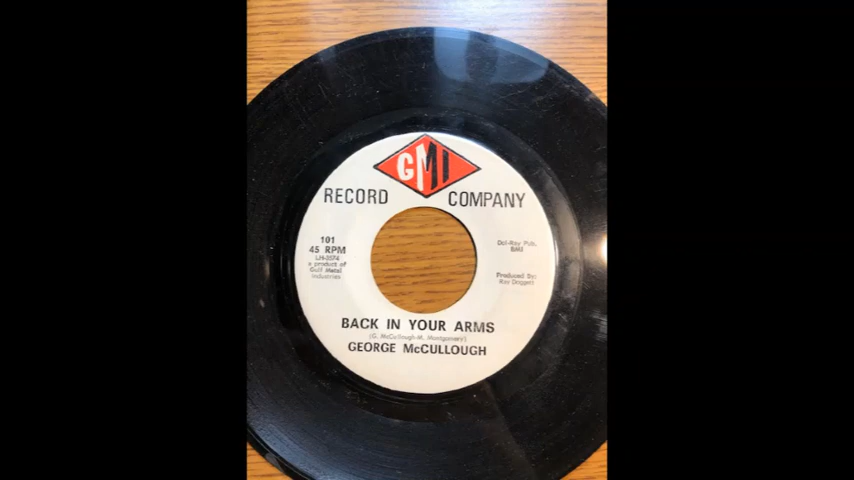 GMI
RECORD COMPANY
101
45 RPM
LH-3574
a product of
Gulf Metal
Industries
Dol-Ray Pub.
BMI
Produced By:
Ray Doggett
BACK IN YOUR ARMS
(G. McCullough-M. Montgomery)
GEORGE McCULLOUGH